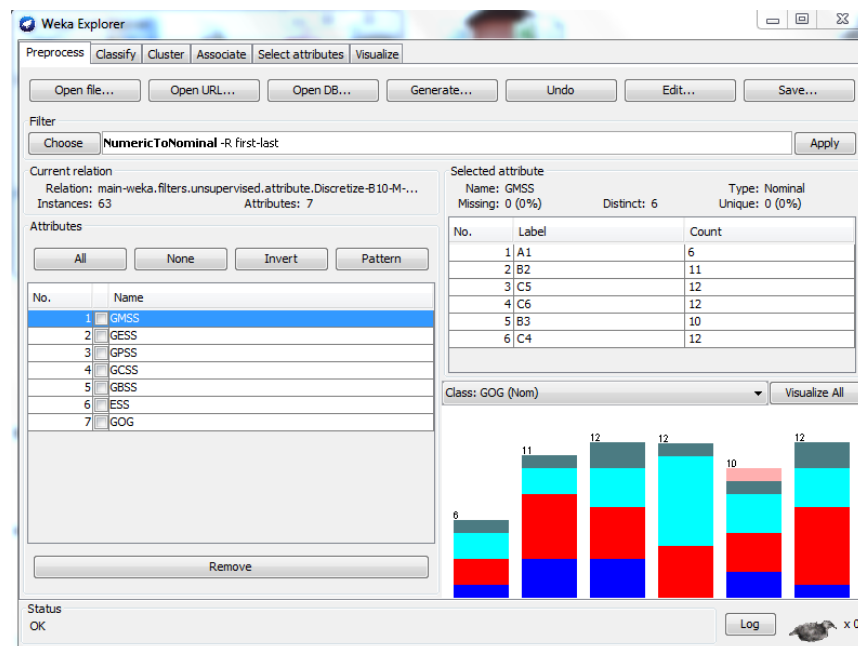 Weka Explorer
Preprocess Classify Cluster Associate Select attributes Visualize
Open file... Open URL... Open DB... Generate... Undo Edit... Save...
Filter
Choose NumericToNominal -R first-last Apply
Current relation
Relation: main-weka.filters.unsupervised.attribute.Discretize-B10-M-...
Instances: 63 Attributes: 7
Attributes
All None Invert Pattern
No. Name
1 GMSS
2 GESS
3 GPSS
4 GCSS
5 GBSS
6 ESS
7 GOG
Remove
Selected attribute
Name: GMSS Type: Nominal
Missing: 0 (0%) Distinct: 6 Unique: 0 (0%)
No. Label Count
1 A1 6
2 B2 11
3 C5 12
4 C6 12
5 B3 10
6 C4 12
Class: GOG (Nom) Visualize All
6 11 12 12 10 12
Status
OK
Log x 0